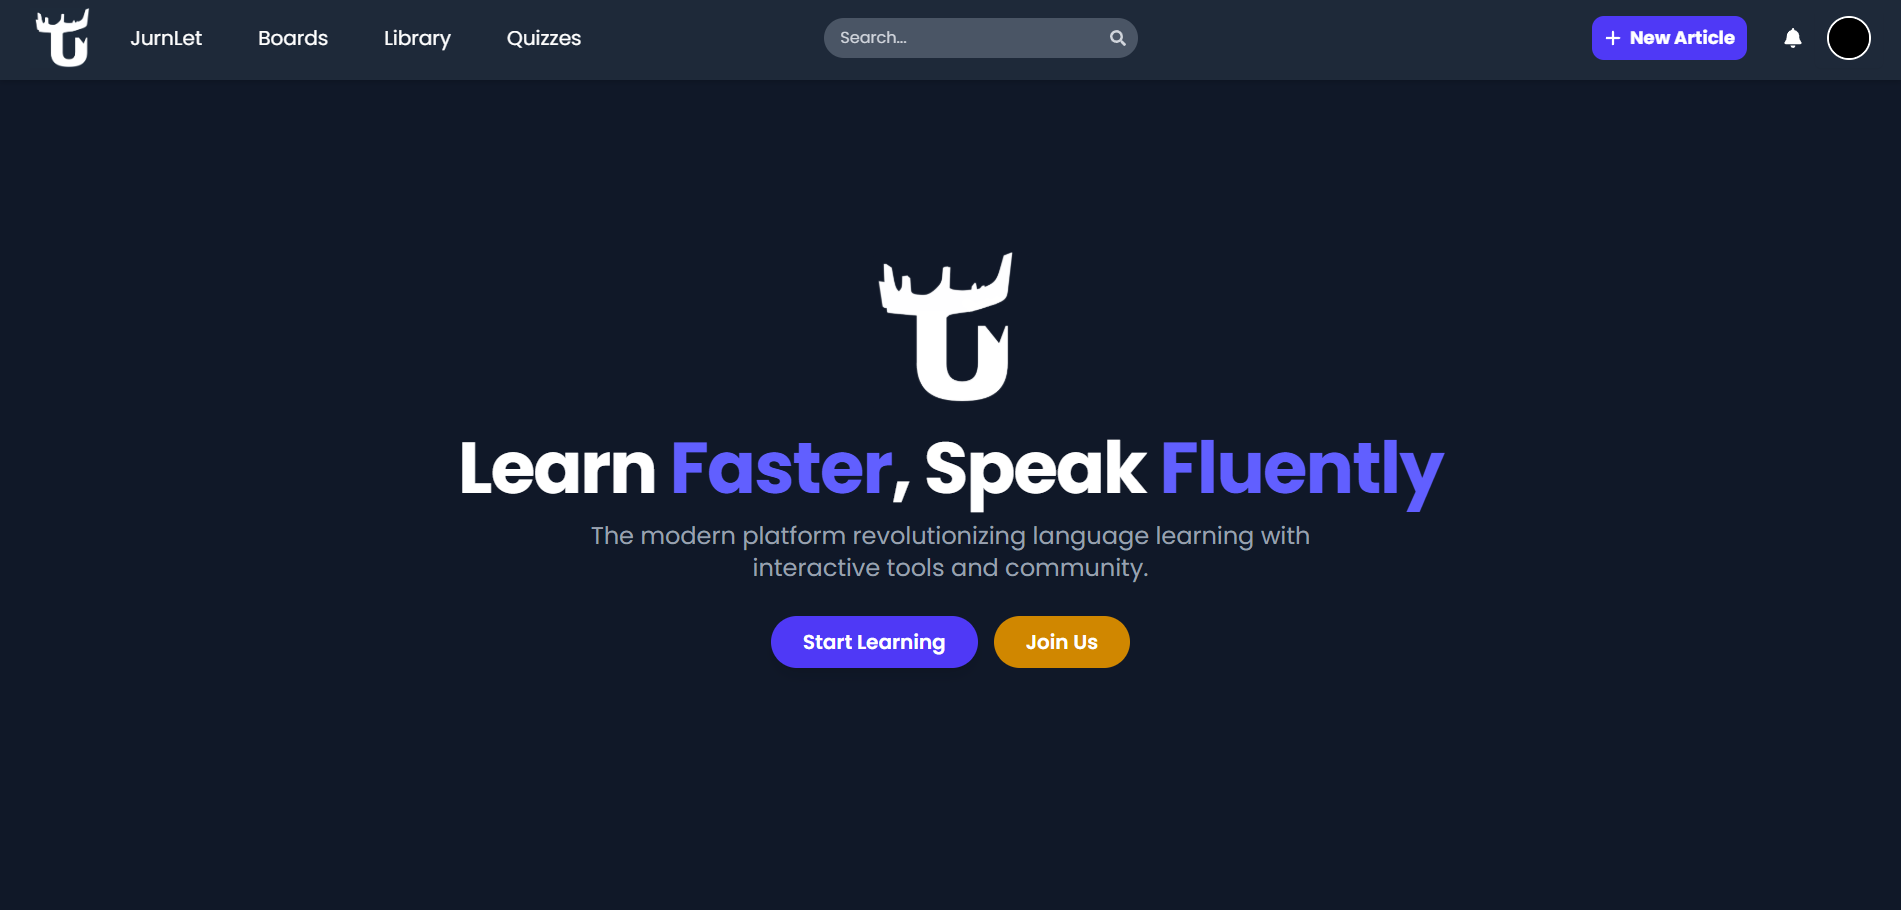 JurnLet
Boards
Library
Quizzes
Search...
+ New Article
Learn Faster, Speak Fluently
The modern platform revolutionizing language learning with
interactive tools and community.
Start Learning
Join Us